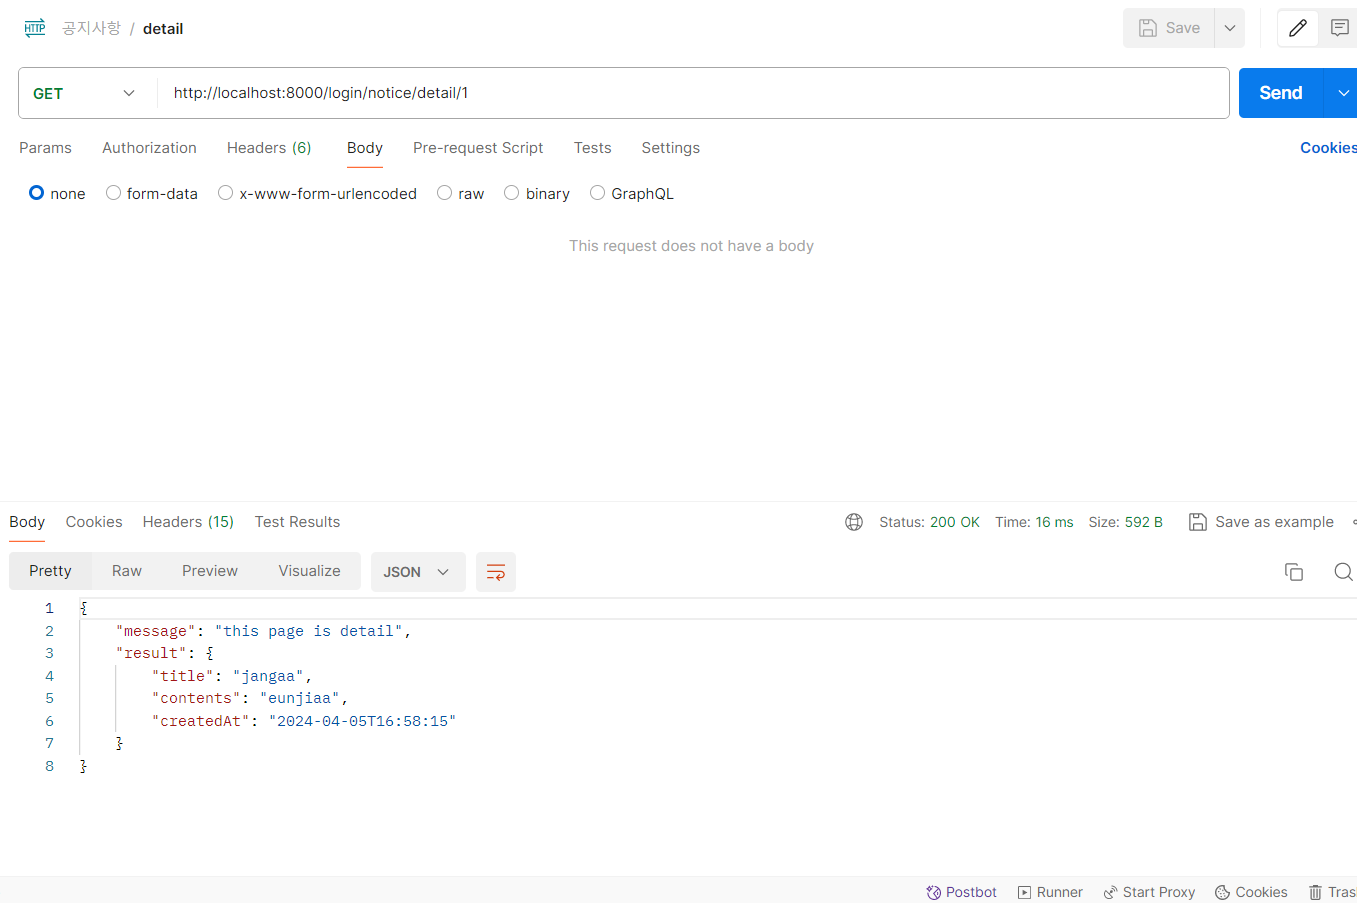 HTTP 공지사항 / detail Save
GET http://localhost:8000/login/notice/detail/1 Send
Params Authorization Headers (6) Body Pre-request Script Tests Settings Cookies
none form-data x-www-form-urlencoded raw binary GraphQL
This request does not have a body
Body Cookies Headers (15) Test Results Status: 200 OK Time: 16 ms Size: 592 B Save as example
Pretty Raw Preview Visualize JSON
1 {
2 "message": "this page is detail",
3 "result": {
4 "title": "jangaa",
5 "contents": "eunjiaa",
6 "createdAt": "2024-04-05T16:58:15"
7 }
8 }
Postbot Runner Start Proxy Cookies Tras